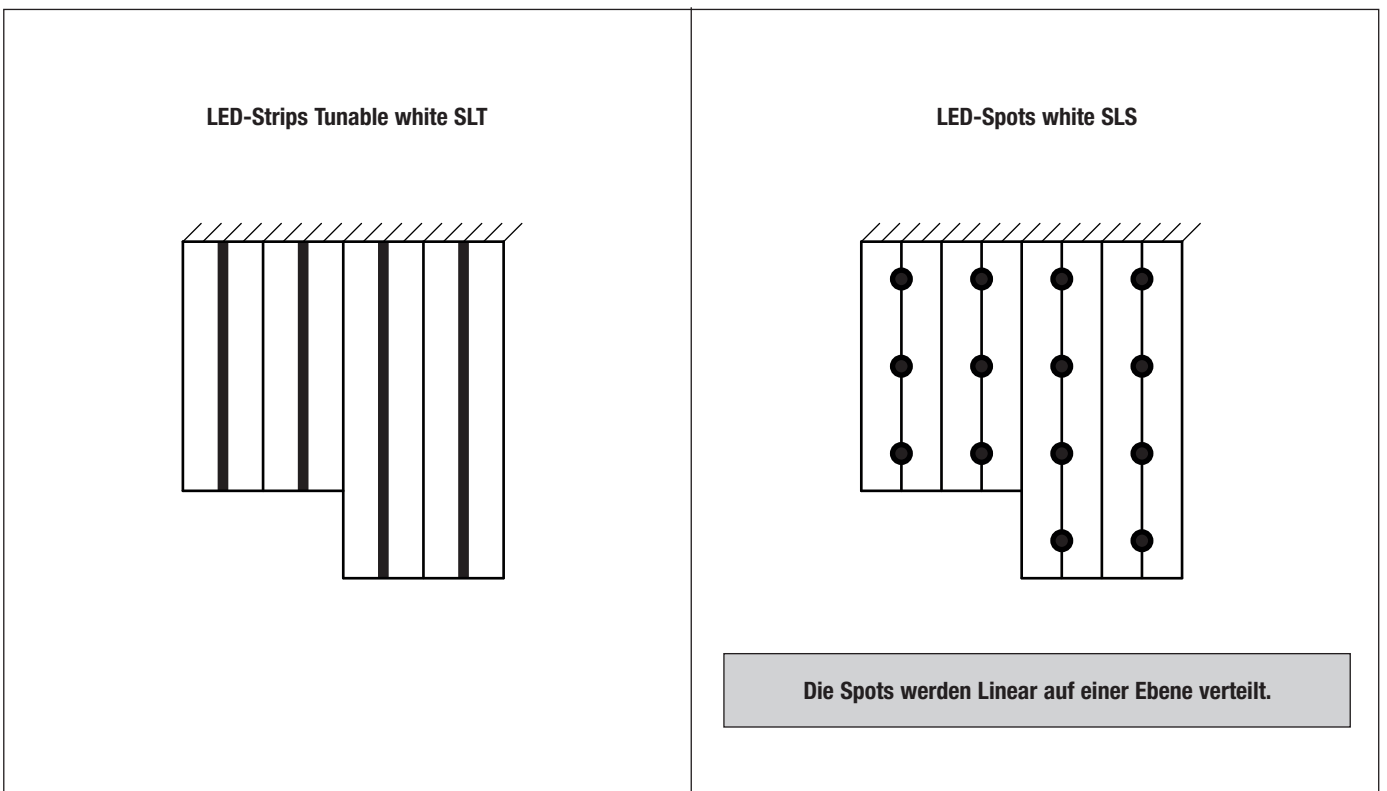 LED-Strips Tunable white SLT
LED-Spots white SLS
Die Spots werden Linear auf einer Ebene verteilt.